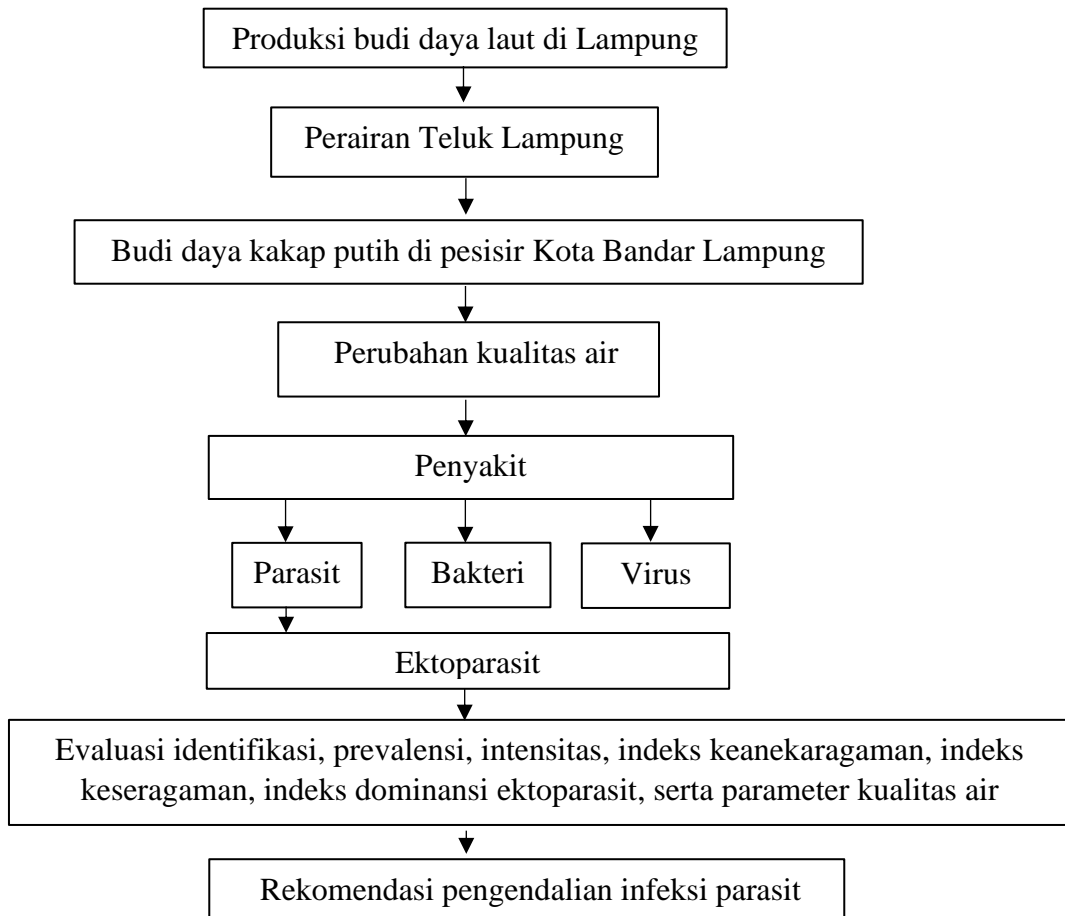 Produksi budi daya laut di Lampung
Perairan Teluk Lampung
Budi daya kakap putih di pesisir Kota Bandar Lampung
Perubahan kualitas air
Penyakit
Parasit
Bakteri
Virus
Ektoparasit
Evaluasi identifikasi, prevalensi, intensitas, indeks keanekaragaman, indeks
keseragaman, indeks dominansi ektoparasit, serta parameter kualitas air
Rekomendasi pengendalian infeksi parasit